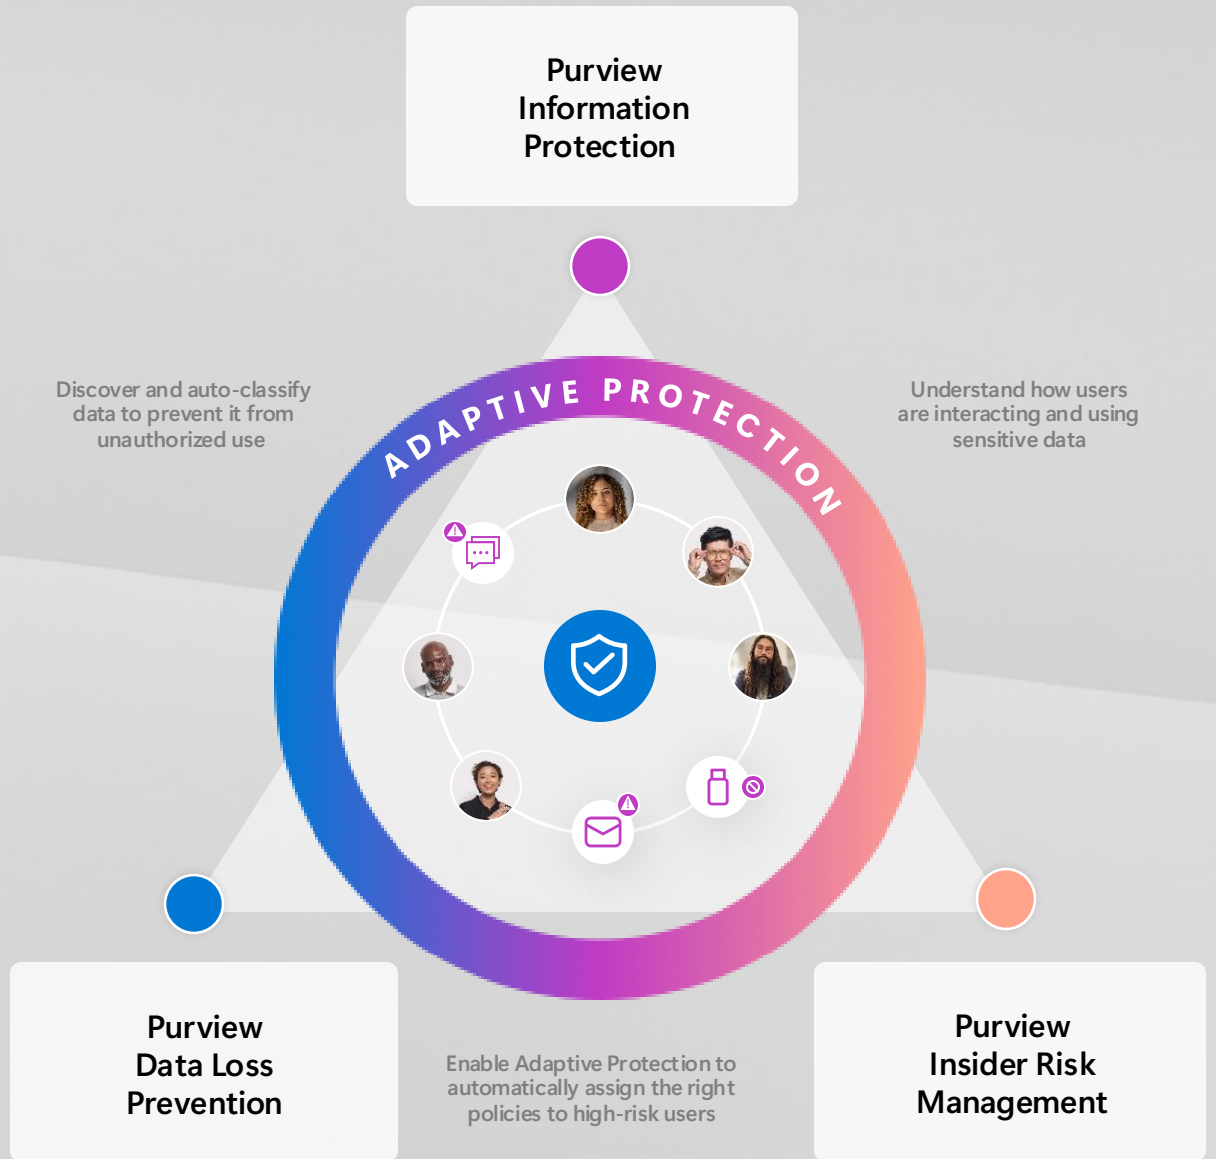 Purview
Information
Protection
Discover and auto-classify
data to prevent it from
unauthorized use
Understand how users
are interacting and using
sensitive data
ADAPTIVE PROTECTION
Purview
Data Loss
Prevention
Enable Adaptive Protection to
automatically assign the right
policies to high-risk users
Purview
Insider Risk
Management